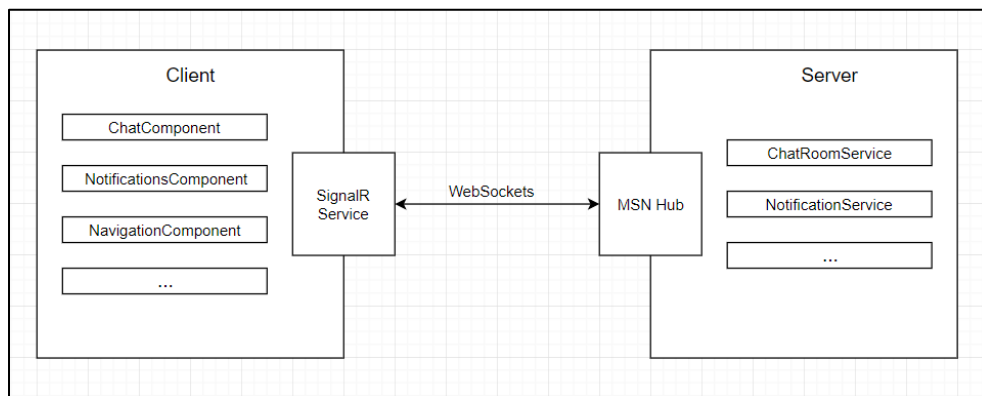 Client
ChatComponent
NotificationsComponent
NavigationComponent
...
SignalR
Service
WebSockets
MSN Hub
Server
ChatRoomService
NotificationService
...